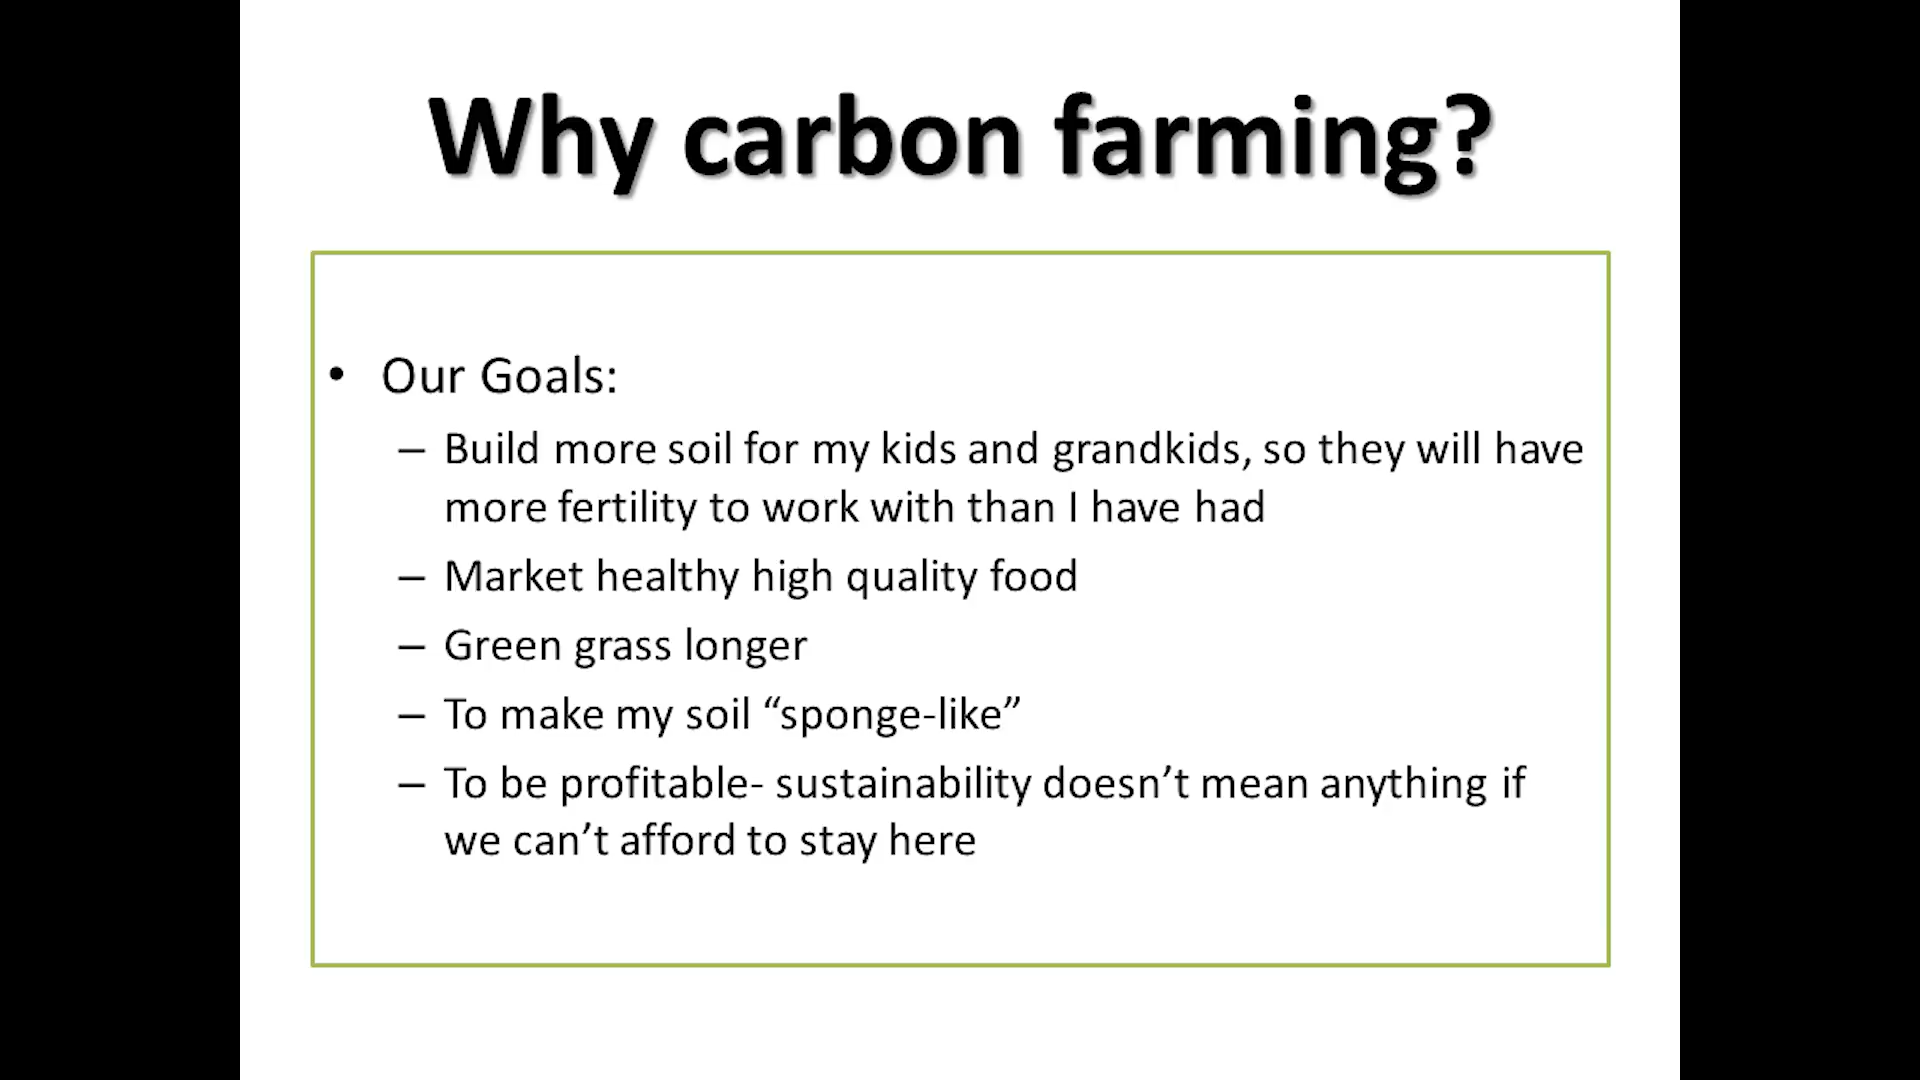 Why carbon farming?
• Our Goals:
– Build more soil for my kids and grandkids, so they will have
more fertility to work with than I have had
– Market healthy high quality food
– Green grass longer
– To make my soil “sponge-like”
– To be profitable- sustainability doesn’t mean anything if
we can’t afford to stay here